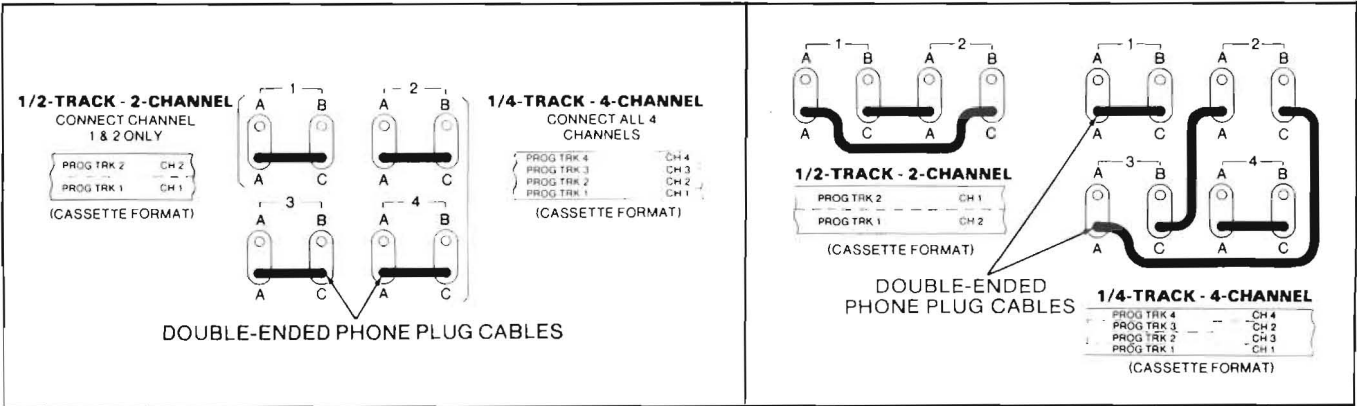 1/2-TRACK - 2-CHANNEL
CONNECT CHANNEL
1 & 2 ONLY
PROG TRK 2 CH 2
PROG TRK 1 CH 1
(CASSETTE FORMAT)
1 2
A B A B
A C A C
3 4
A B A B
A C A C
1/4-TRACK - 4-CHANNEL
CONNECT ALL 4
CHANNELS
PROG TRK 4 CH 4
PROG TRK 3 CH 3
PROG TRK 2 CH 2
PROG TRK 1 CH 1
(CASSETTE FORMAT)
DOUBLE-ENDED PHONE PLUG CABLES
1 2
A B A B
A C A C
1/2-TRACK - 2-CHANNEL
PROG TRK 2 CH 1
PROG TRK 1 CH 2
(CASSETTE FORMAT)
1 2
A B A B
A C A C
3 4
A B A B
A C A C
DOUBLE-ENDED
PHONE PLUG CABLES
1/4-TRACK - 4-CHANNEL
PROG TRK 4 CH 4
PROG TRK 3 CH 2
PROG TRK 2 CH 3
PROG TRK 1 CH 1
(CASSETTE FORMAT)